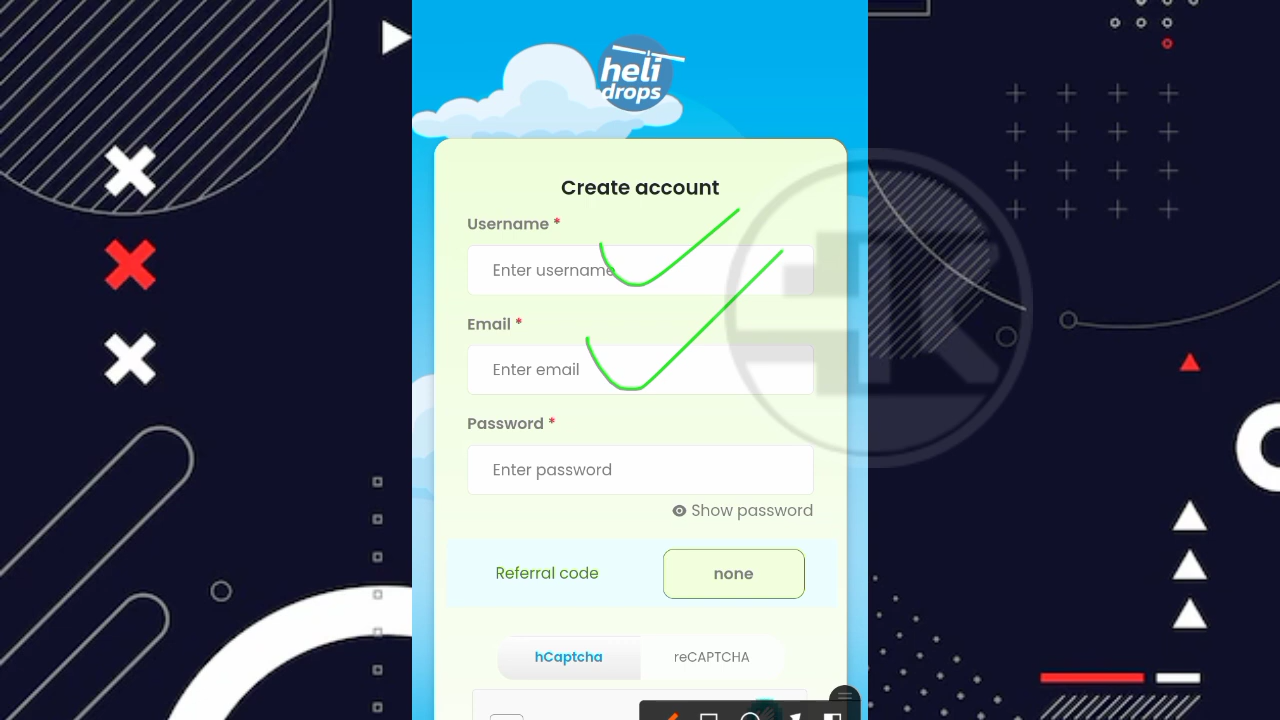 heli
drops
Create account
Username *
Enter username
Email *
Enter email
Password *
Enter password
Show password
Referral code
none
hCaptcha
reCAPTCHA